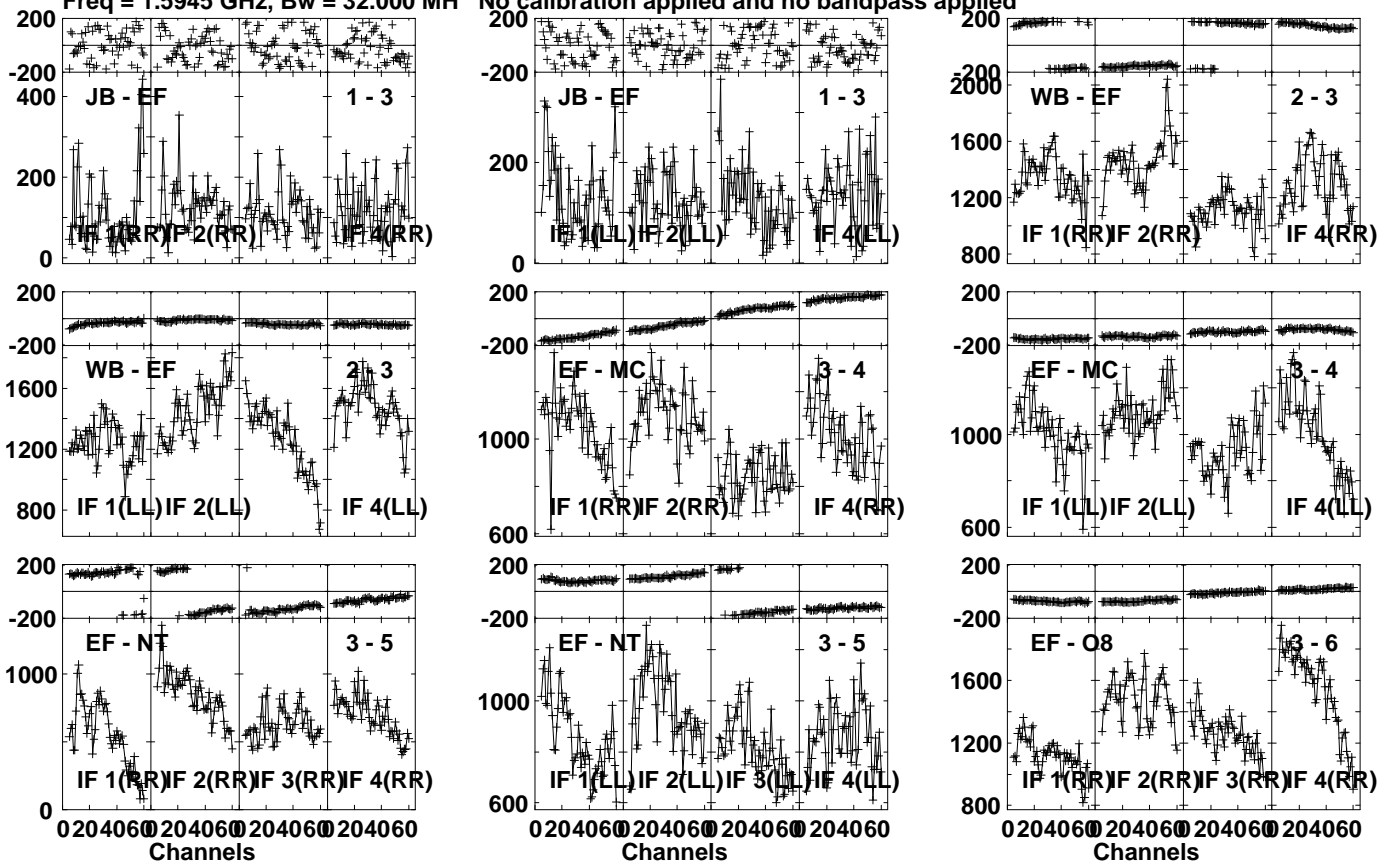 Freq = 1.5945 GHz, Bw = 32.000 MH No calibration applied and no bandpass applied
200 200 200
-200 -200 -200
400 JB - EF 1 - 3 JB - EF 1 - 3 2000 WB - EF 2 - 3
200 200 1600
1200
IF 1(RR) IF 2(RR) IF 4(RR) IF 1(LL) IF 2(LL) IF 4(LL) IF 1(RR) IF 2(RR) IF 4(RR)
0 0 800
200 200 200
-200 -200 -200
WB - EF 2 - 3 EF - MC 3 - 4 EF - MC 3 - 4
1600
1200 1000 1000
800 IF 1(LL) IF 2(LL) IF 4(LL) IF 1(RR) IF 2(RR) IF 4(RR) IF 1(LL) IF 2(LL) IF 4(LL)
600 600
200 200 200
-200 -200 -200
EF - NT 3 - 5 EF - NT 3 - 5 EF - O8 3 - 6
1000 1000 1600
1200
IF 1(RR) IF 2(RR) IF 3(RR) IF 4(RR) IF 1(LL) IF 2(LL) IF 3(LL) IF 4(LL) IF 1(RR) IF 2(RR) IF 3(RR) IF 4(RR)
0 600 800
0 20 40 60 0 20 40 60 0 20 40 60 0 20 40 60 0 20 40 60 0 20 40 60 0 20 40 60 0 20 40 60 0 20 40 60 0 20 40 60 0 20 40 60 0 20 40 60
Channels Channels Channels